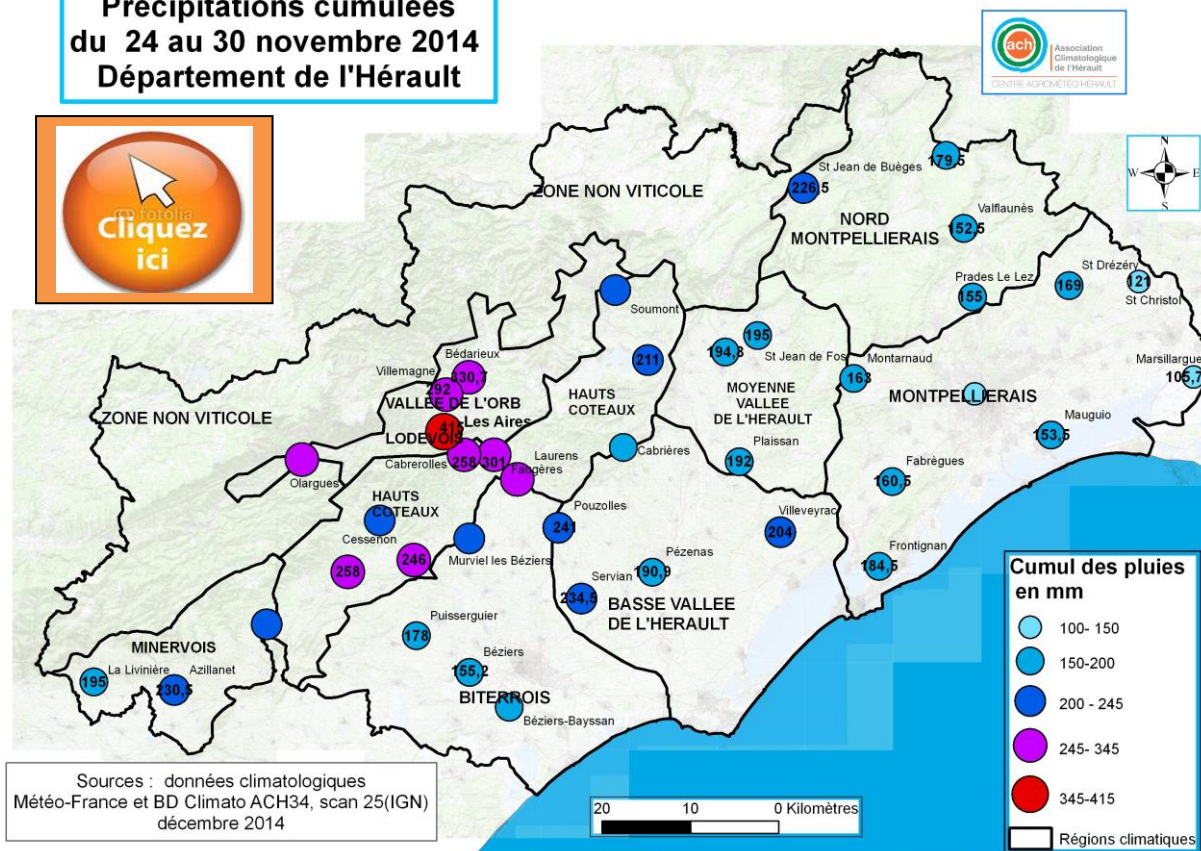 Précipitations cumulées
du 24 au 30 novembre 2014
Département de l'Hérault
ach
Association
Climatologique
de l'Hérault
CENTRE AGROMÉTÉO HÉRAULT
fotolia
Cliquez
ici
N
W E
S
ZONE NON VITICOLE
St Jean de Buèges
226,5
179,5
NORD
MONTPELLIERAIS
Valflaunès
152,5
Prades Le Lez
155
St Drézéry
169
121
St Christol
Soumont
211
195
194,8
St Jean de Fos
Montarnaud
163
Marsillargue
105,7
MONTPELLIERAIS
Mauguio
153,5
Bédarieux
330,7
Villemagne
292
VALLEE DE L'ORB
415
Les Aires
LODEVOIS
ZONE NON VITICOLE
HAUTS
COTEAUX
MOYENNE
VALLEE
DE L'HERAULT
Plaissan
192
Fabrègues
160,5
Cabrerolles
258
301
Laurens
Faugères
Cabrières
Olargues
HAUTS
COTEAUX
Cessenon
258
246
Murviel les Béziers
Pouzolles
241
Villeveyrac
204
Pézenas
190,9
Servian
234,5
BASSE VALLEE
DE L'HERAULT
Frontignan
184,5
Puisserguier
178
Béziers
155,2
BITERROIS
Béziers-Bayssan
MINERVOIS
La Livinière
195
Azillanet
230,5
Cumul des pluies
en mm
100- 150
150-200
200 - 245
245- 345
345-415
Régions climatiques
Sources : données climatologiques
Météo-France et BD Climato ACH34, scan 25(IGN)
décembre 2014
20 10 0 Kilomètres